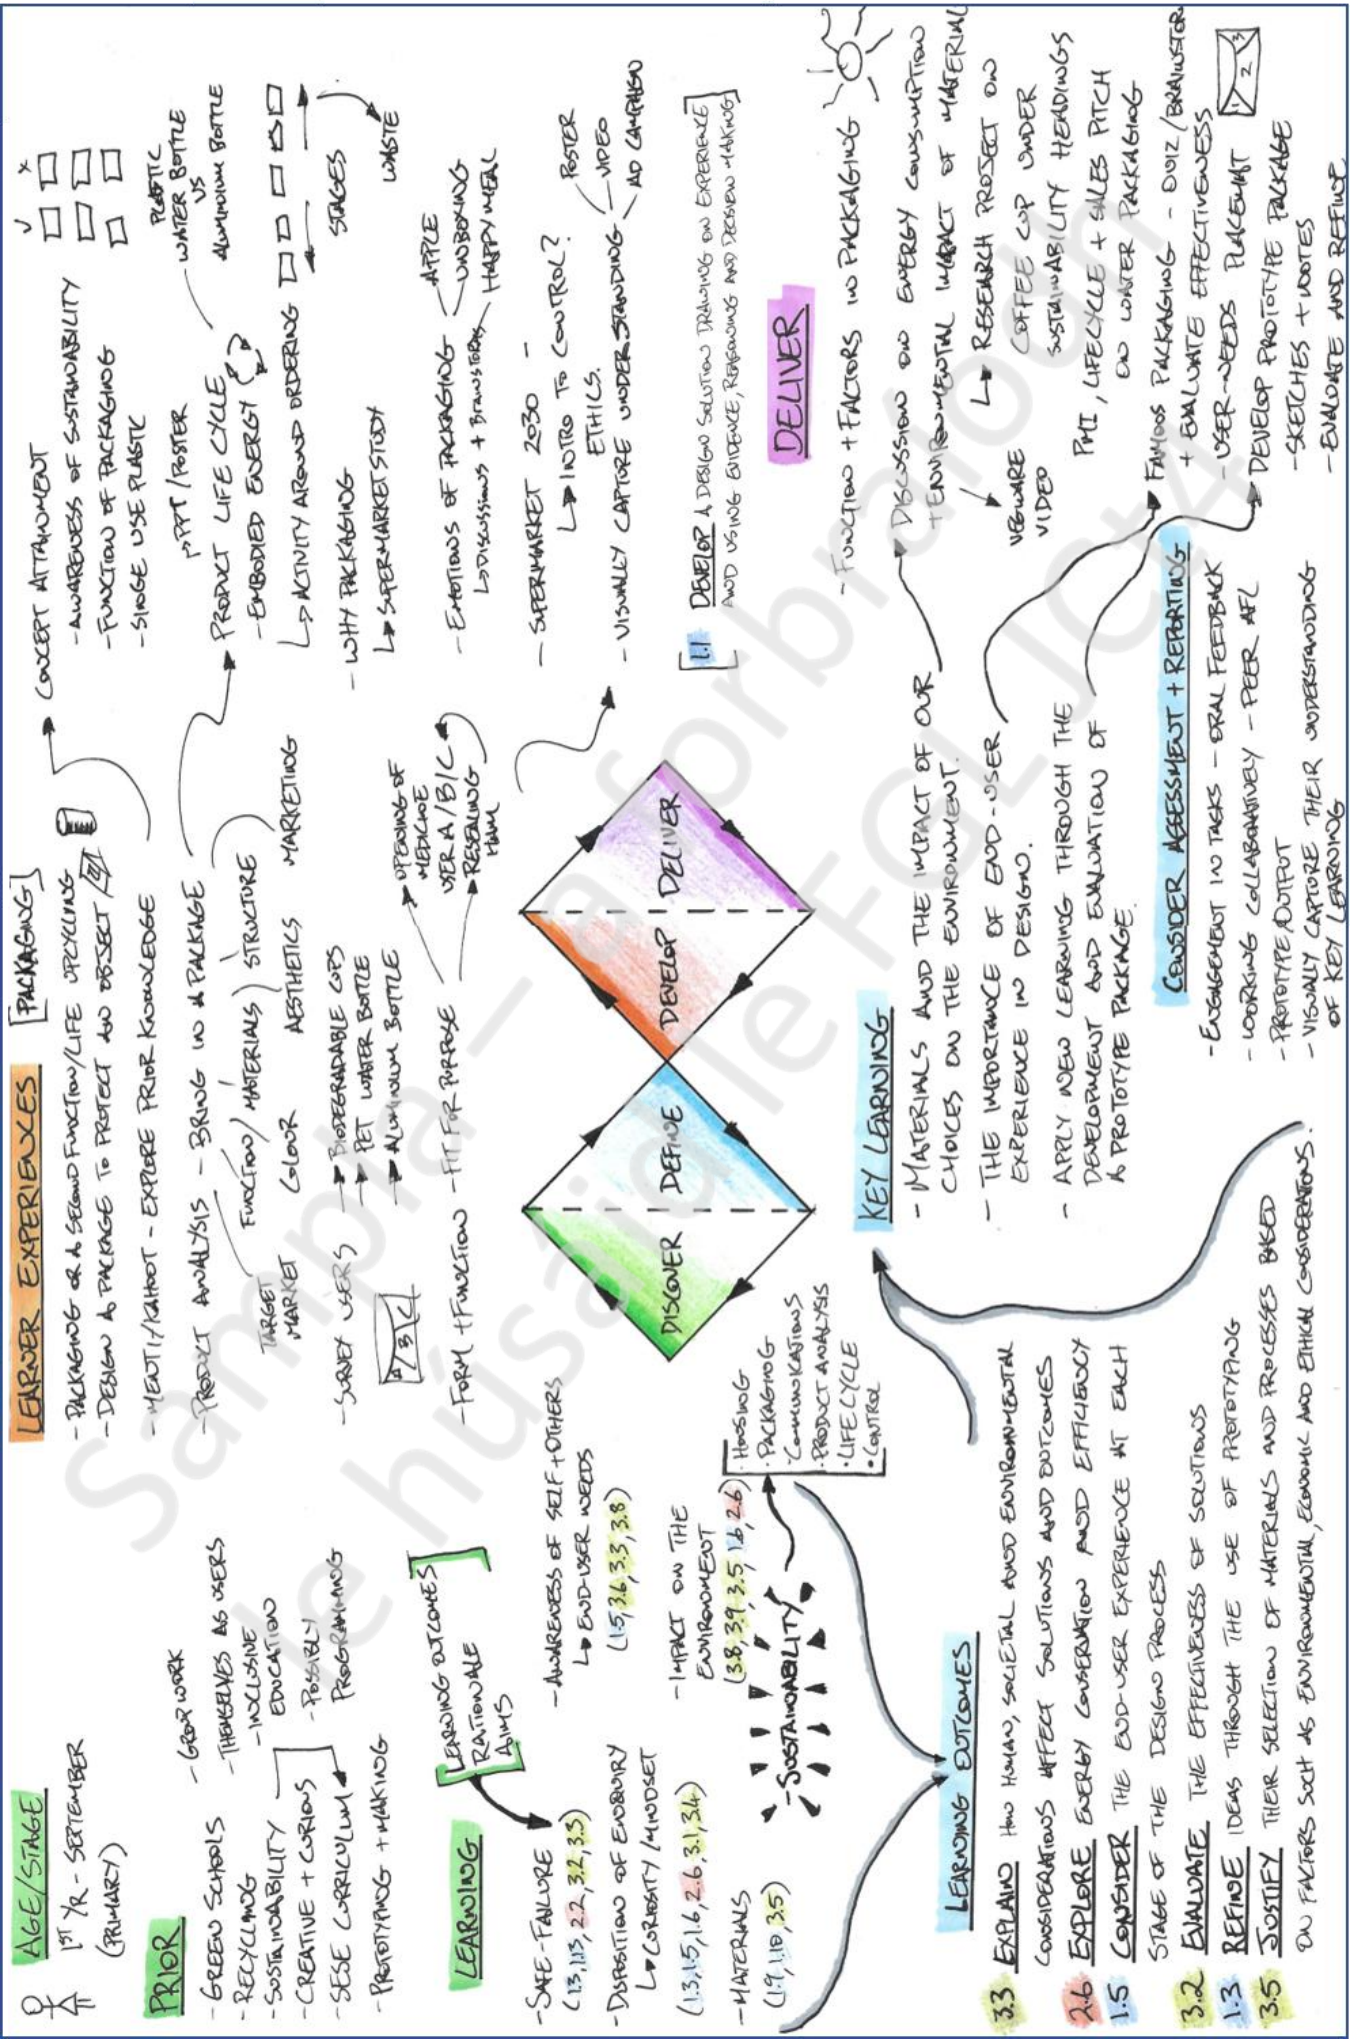 AGE/STAGE
1ST YR - SEPTEMBER
(PRIMARY)
PRIOR
- GREEN SCHOOLS
- RECYCLING
- SUSTAINABILITY
- CREATIVE + CURIOUS
- SESE CURRICULUM
- PROTOTYPING + MAKING
- GROUP WORK
- THEMSELVES AS USERS
- INCLUSIVE
EDUCATION
- POSSIBLY
PROGRAMMING
LEARNING
LEARNING OUTCOMES
RATIONALE
AIMS
- SAFE-FAILURE
(1.3, 1.13, 2.2, 3.2, 3.5)
- DISPOSITION OF ENQUIRY
CURIOSITY/MINDSET
(1.3, 1.5, 1.6, 2.6, 3.1, 3.4)
- MATERIALS
(1.9, 1.10, 3.5)
- AWARENESS OF SELF + OTHERS
END-USER NEEDS
(1.5, 3.6, 3.3, 3.8)
- IMPACT ON THE
ENVIRONMENT
(3.8, 3.9, 3.5, 1.6, 2.6)
- SUSTAINABILITY -
· HOUSING
· PACKAGING
· COMMUNICATIONS
· PRODUCT ANALYSIS
· LIFE CYCLE
· CONTROL
LEARNING OUTCOMES
3.3 EXPLAIN HOW HUMAN, SOCIETAL AND ENVIRONMENTAL
CONSIDERATIONS AFFECT SOLUTIONS AND OUTCOMES
2.6 EXPLORE ENERGY CONSERVATION AND EFFICIENCY
1.5 CONSIDER THE END-USER EXPERIENCE AT EACH
STAGE OF THE DESIGN PROCESS
3.2 EVALUATE THE EFFECTIVENESS OF SOLUTIONS
1.3 REFINE IDEAS THROUGH THE USE OF PROTOTYPING
3.5 JUSTIFY THEIR SELECTION OF MATERIALS AND PROCESSES BASED
ON FACTORS SUCH AS ENVIRONMENTAL, ECONOMIC AND ETHICAL CONSIDERATIONS.
LEARNER EXPERIENCES [PACKAGING]
- PACKAGING OR A SECOND FUNCTION/LIFE UPCYCLING
- DESIGN A PACKAGE TO PROTECT AN OBJECT
- MENTI/KAHOOT - EXPLORE PRIOR KNOWLEDGE
- PRODUCT ANALYSIS - BRING IN A PACKAGE
FUNCTION / MATERIALS STRUCTURE
TARGET
MARKET COLOUR AESTHETICS MARKETING
- SURVEY USERS
A / B / C
BIODEGRADABLE CUPS
PET WATER BOTTLE
ALUMINIUM BOTTLE
- FORM + FUNCTION - FIT FOR PURPOSE
OPENING OF
MEDICINE
USER A/B/C
RESEALING
HAM
DISCOVER DEFINE DEVELOP DELIVER
CONCEPT ATTAINMENT
- AWARENESS OF SUSTAINABILITY
- FUNCTION OF PACKAGING
- SINGE USE PLASTIC
✓ x
PPT/POSTER
PRODUCT LIFE CYCLE
- EMBODIED ENERGY
PLASTIC
WATER BOTTLE
VS
ALUMINIUM BOTTLE
ACTIVITY AROUND ORDERING
STAGES
WASTE
- WHY PACKAGING
SUPERMARKET STUDY
- EMOTIONS OF PACKAGING
DISCUSSIONS + BRAINSTORM
APPLE
UNBOXING
HAPPY MEAL
- SUPERMARKET 2030 -
INTRO TO CONTROL?
ETHICS.
- VISUALLY CAPTURE UNDERSTANDING
POSTER
VIDEO
AD CAMPAIGN
[1.1 DEVELOP A DESIGN SOLUTION DRAWING ON EXPERIENCE
AND USING EVIDENCE, REASONING AND DECISION MAKING]
DELIVER
KEY LEARNING
- MATERIALS AND THE IMPACT OF OUR
CHOICES ON THE ENVIRONMENT.
- THE IMPORTANCE OF END-USER
EXPERIENCE IN DESIGN.
- APPLY NEW LEARNING THROUGH THE
DEVELOPMENT AND EVALUATION OF
A PROTOTYPE PACKAGE.
- FUNCTION + FACTORS IN PACKAGING
DISCUSSION ON ENERGY CONSUMPTION
+ ENVIRONMENTAL IMPACT OF MATERIAL
VEGWARE
VIDEO
RESEARCH PROJECT ON
COFFEE CUP UNDER
SUSTAINABILITY HEADINGS
PMI, LIFECYCLE + SALES PITCH
ON WATER PACKAGING
FAMOUS PACKAGING - QUIZ/BRAINSTOR
+ EVALUATE EFFECTIVENESS
- USER-NEEDS PLACEMAT
1 2 3
DEVELOP PROTOTYPE PACKAGE
- SKETCHES + NOTES
- EVALUATE AND REFINE
CONSIDER ASSESSMENT + REPORTING
- ENGAGEMENT IN TASKS - ORAL FEEDBACK
- WORKING COLLABORATIVELY - PEER AFL
- PROTOTYPE/OUTPUT
- VISUALLY CAPTURE THEIR UNDERSTANDING
OF KEY LEARNING
Sampla – Forbraíodh
le húsáid le FGL JC4